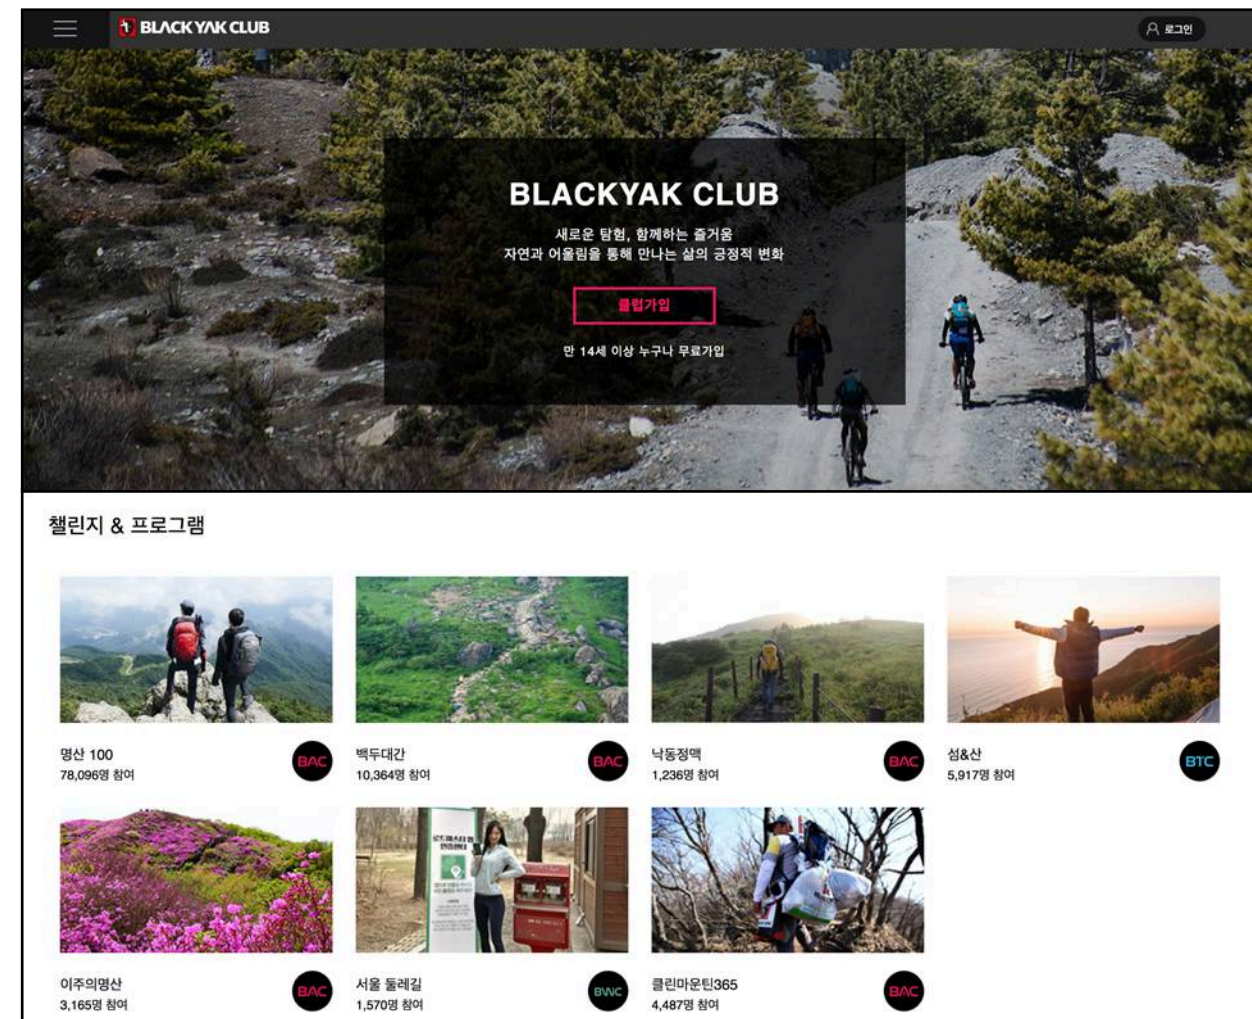 BLACKYAK CLUB
로그인
BLACKYAK CLUB
새로운 탐험, 함께하는 즐거움
자연과 어울림을 통해 만나는 삶의 긍정적 변화
클럽가입
만 14세 이상 누구나 무료가입
챌린지 & 프로그램
명산 100
78,096명 참여
BAC
백두대간
10,364명 참여
BAC
낙동정맥
1,236명 참여
BAC
섬&산
5,917명 참여
BTC
인증센터
이주의명산
3,165명 참여
BAC
서울 둘레길
1,570명 참여
BWC
클린마운틴365
4,487명 참여
BAC